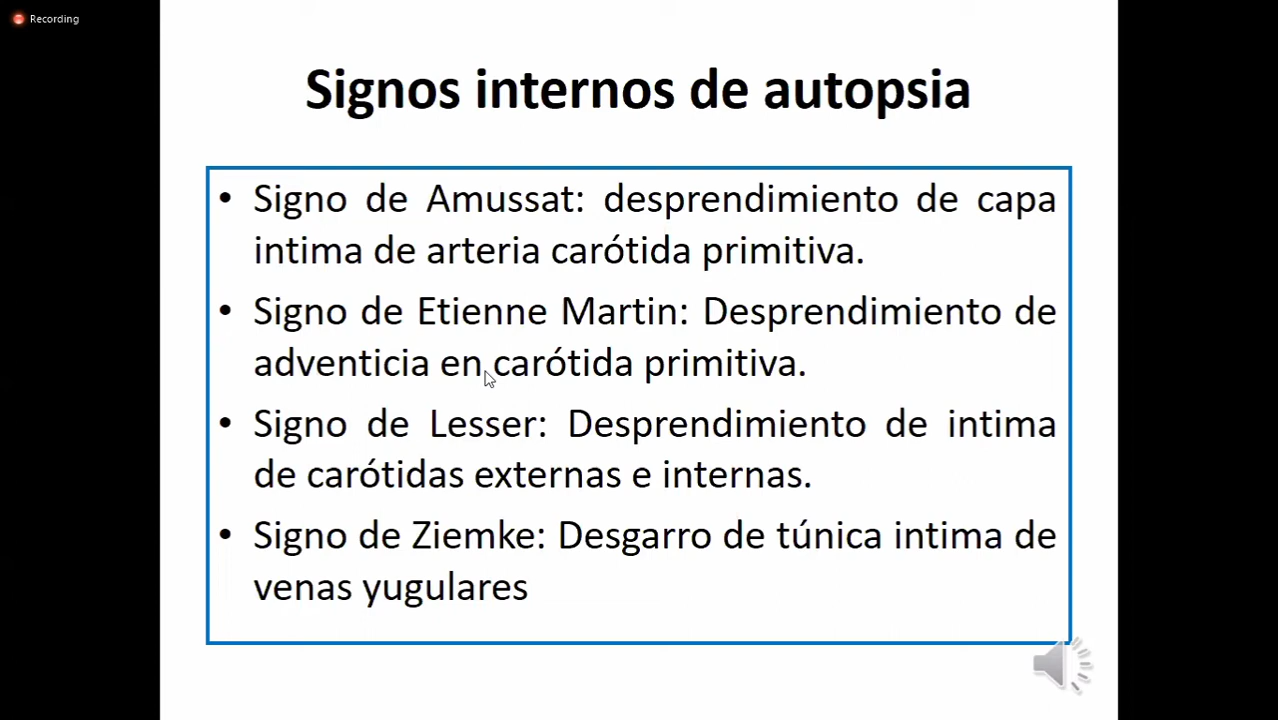 Recording
Signos internos de autopsia
• Signo de Amussat: desprendimiento de capa
intima de arteria carótida primitiva.
• Signo de Etienne Martin: Desprendimiento de
adventicia en carótida primitiva.
• Signo de Lesser: Desprendimiento de intima
de carótidas externas e internas.
• Signo de Ziemke: Desgarro de túnica intima de
venas yugulares